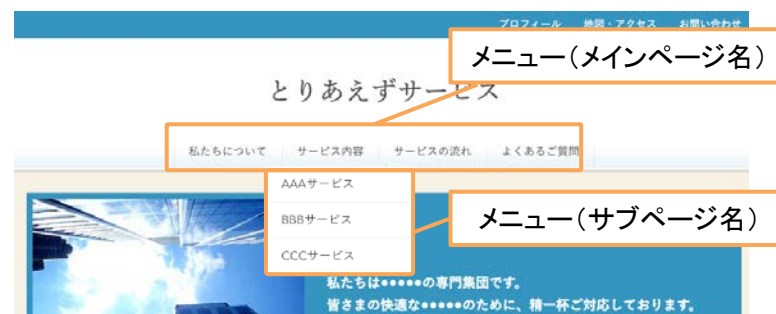 プロフィール 地図・アクセス お問い合わせ
メニュー(メインページ名)
とりあえずサービス
私たちについて サービス内容 サービスの流れ よくあるご質問
AAAサービス
BBBサービス
メニュー(サブページ名)
CCCサービス
私たちは●●●●●の専門集団です。
皆さまの快適な●●●●●のために、精一杯ご対応しております。